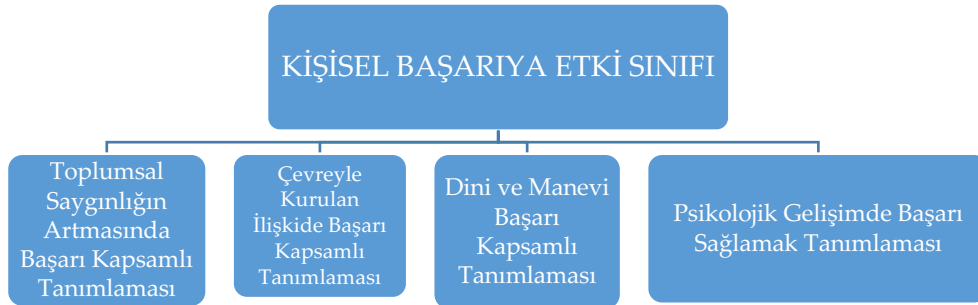 KİŞİSEL BAŞARIYA ETKİ SINIFI
Toplumsal
Saygınlığın
Artmasında
Başarı Kapsamlı
Tanımlaması
Çevreyle
Kurulan
İlişkide Başarı
Kapsamlı
Tanımlaması
Dini ve Manevi
Başarı
Kapsamlı
Tanımlaması
Psikolojik Gelişimde Başarı
Sağlamak Tanımlaması